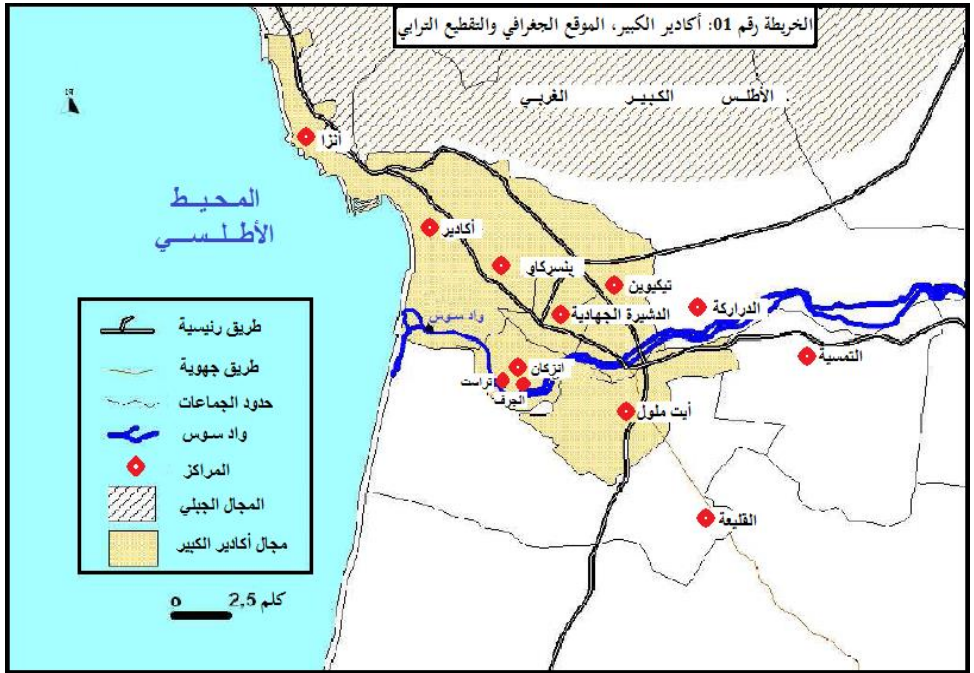 الخريطة رقم 01: أكادير الكبير، الموقع الجغرافي والتقطيع الترابي
الأطلس الكبير الغربي
أنزا
المحيط
الأطلسي
أكادير
بنسركاو
تيكيوين
الدشيرة الجهادية
الدراركة
واد سوس
التمسية
انزكان
تراست
الجرف
أيت ملول
القليعة
طريق رئيسية
طريق جهوية
حدود الجماعات
واد سوس
المراكز
المجال الجبلي
مجال أكادير الكبير
0 2,5 كلم